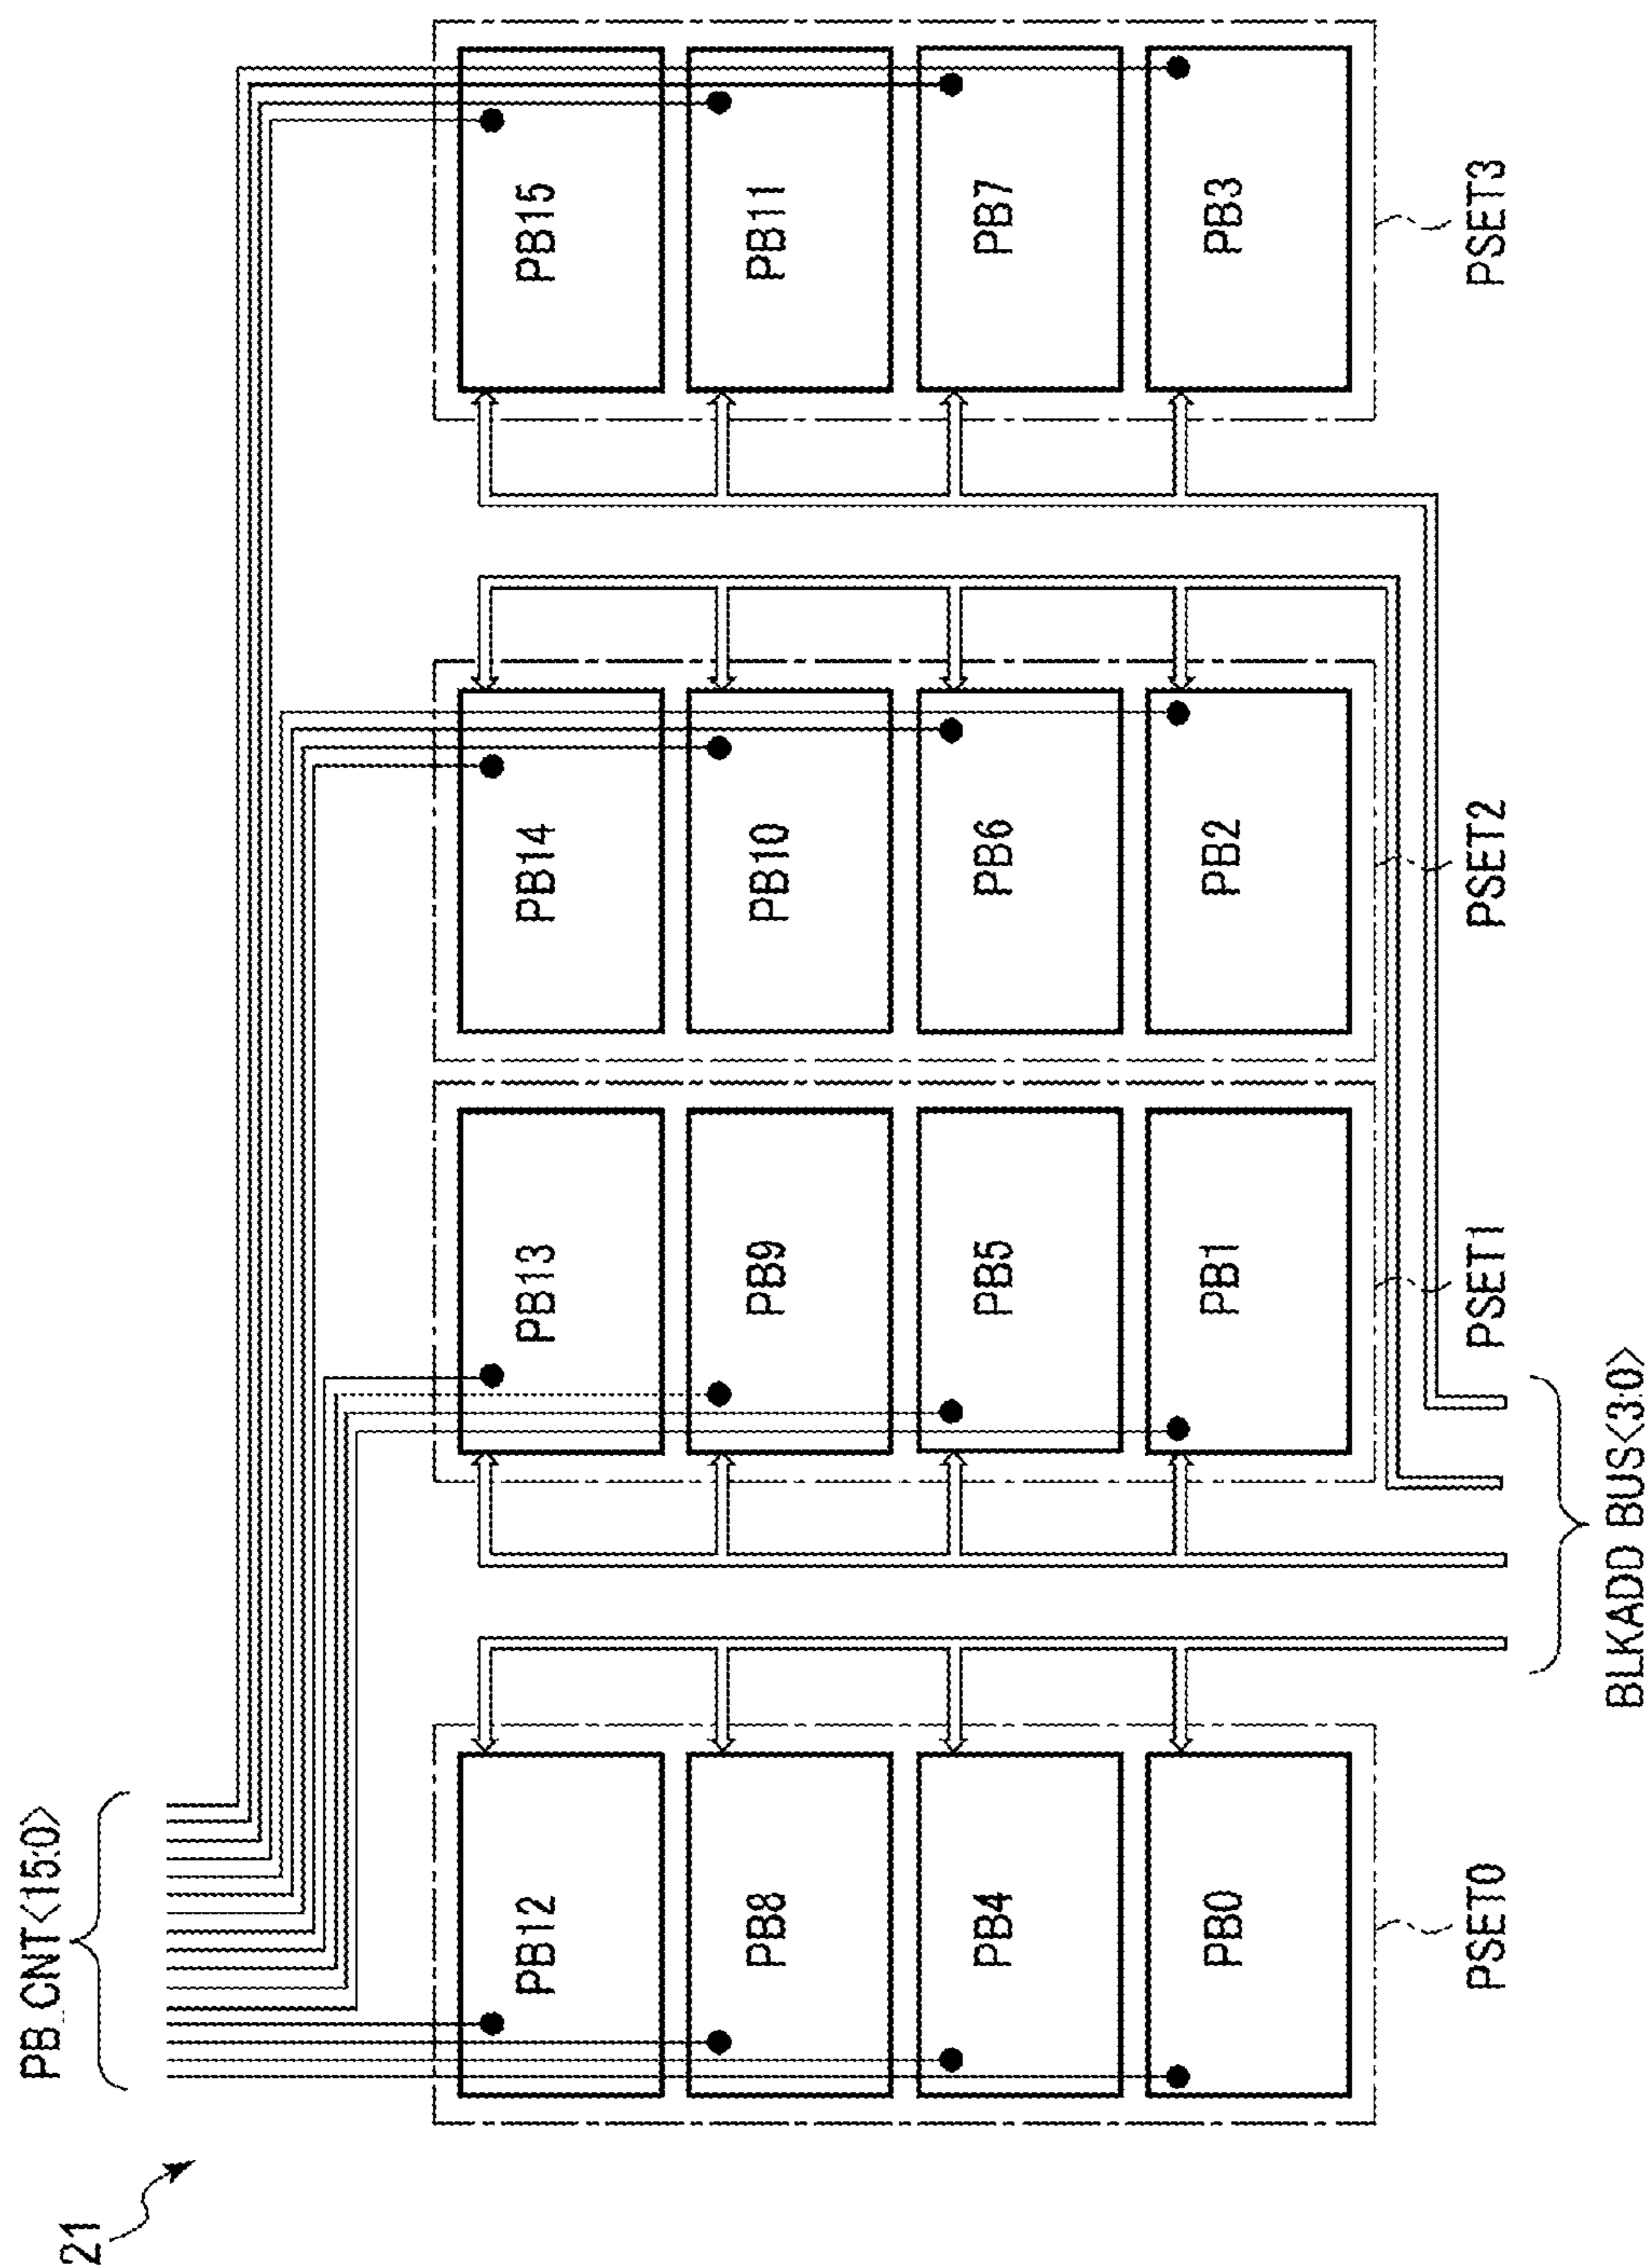 21
PB_CNT<15:0>
PB12
PB13
PB14
PB15
PB8
PB9
PB10
PB11
PB4
PB5
PB6
PB7
PB0
PB1
PB2
PB3
PSET0
PSET1
PSET2
PSET3
BLKADD BUS<3:0>